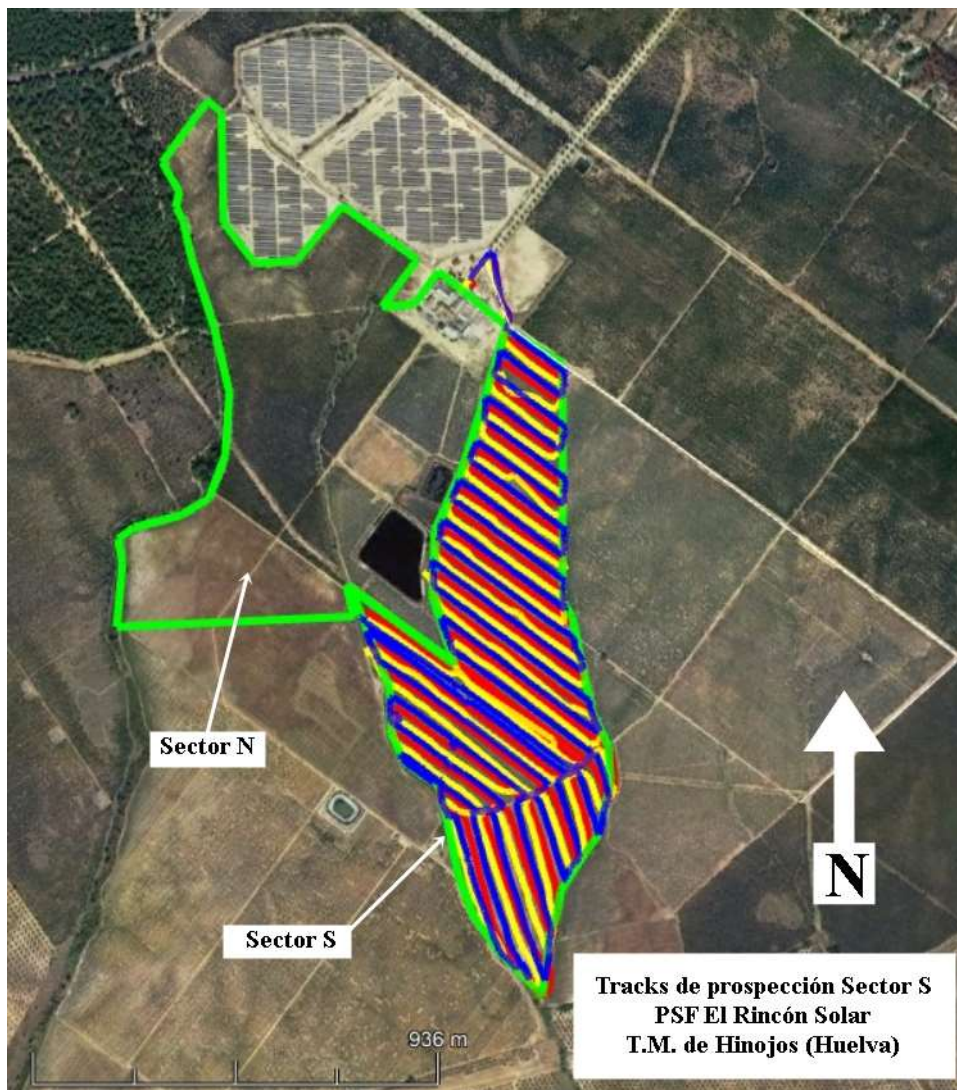 Sector N
N
Sector S
936 m
Tracks de prospección Sector S
PSF El Rincón Solar
T.M. de Hinojos (Huelva)